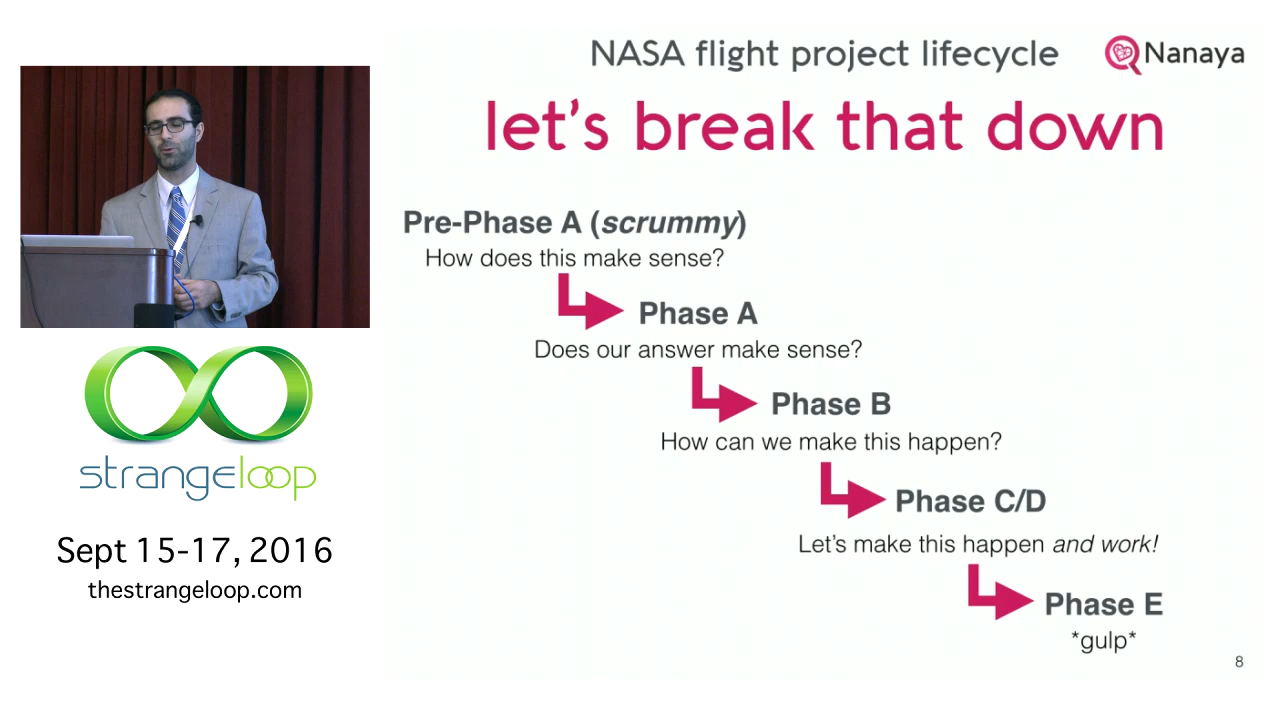 NASA flight project lifecycle
Nanaya
let's break that down
Pre-Phase A (scrummy)
How does this make sense?
Phase A
Does our answer make sense?
Phase B
How can we make this happen?
Phase C/D
Let's make this happen and work!
Phase E
*gulp*
8
strangeloop
Sept 15-17, 2016
thestrangeloop.com